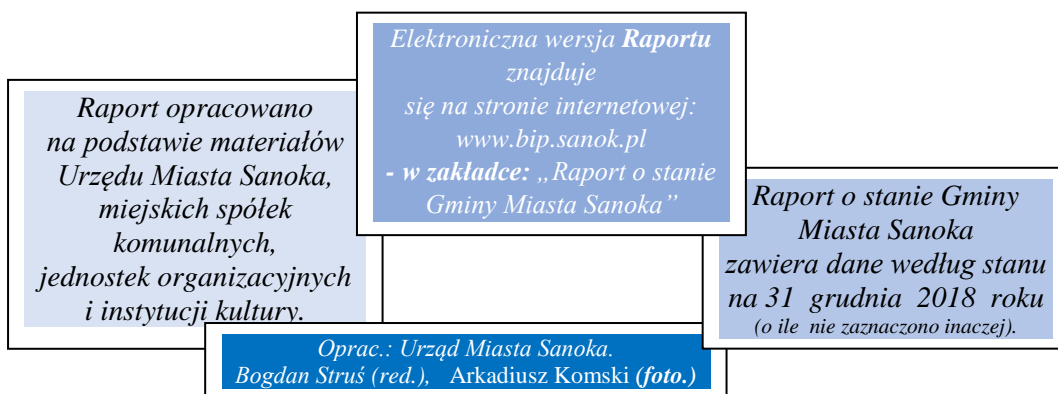 Raport opracowano
na podstawie materiałów
Urzędu Miasta Sanoka,
miejskich spółek
komunalnych,
jednostek organizacyjnych
i instytucji kultury.
Elektroniczna wersja Raportu
znajduje
się na stronie internetowej:
www.bip.sanok.pl
- w zakładce: „Raport o stanie
Gminy Miasta Sanoka”
Raport o stanie Gminy
Miasta Sanoka
zawiera dane według stanu
na 31 grudnia 2018 roku
(o ile nie zaznaczono inaczej).
Oprac.: Urząd Miasta Sanoka.
Bogdan Struś (red.), Arkadiusz Komski (foto.)